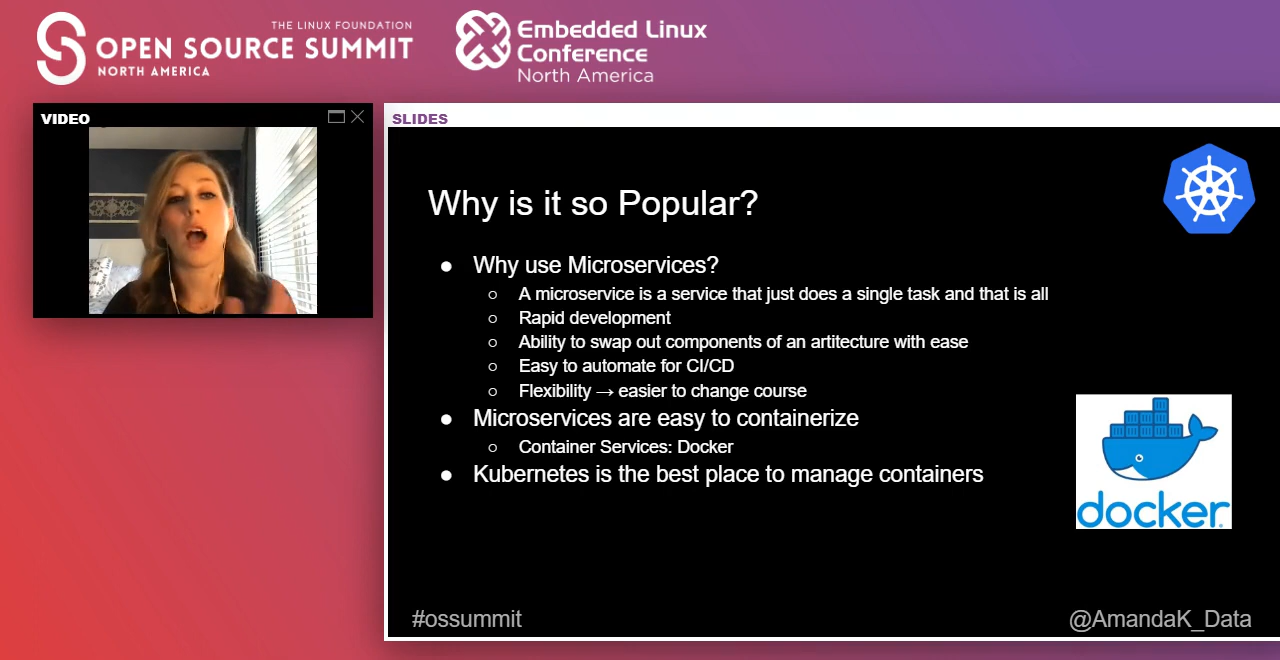 THE LINUX FOUNDATION
OPEN SOURCE SUMMIT
NORTH AMERICA
Embedded Linux
Conference
North America
VIDEO
SLIDES
Why is it so Popular?
● Why use Microservices?
○ A microservice is a service that just does a single task and that is all
○ Rapid development
○ Ability to swap out components of an artitecture with ease
○ Easy to automate for CI/CD
○ Flexibility → easier to change course
● Microservices are easy to containerize
○ Container Services: Docker
● Kubernetes is the best place to manage containers
docker
#ossummit
@AmandaK_Data